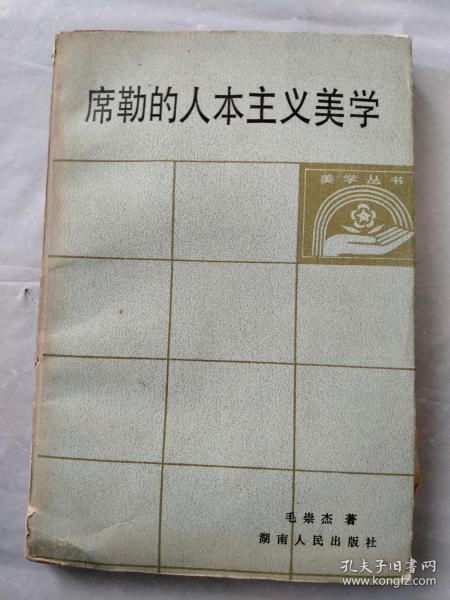 席勒的人本主义美学
美学丛书
毛崇杰 著
湖南人民出版社
孔夫子旧书网
www.kongfz.com